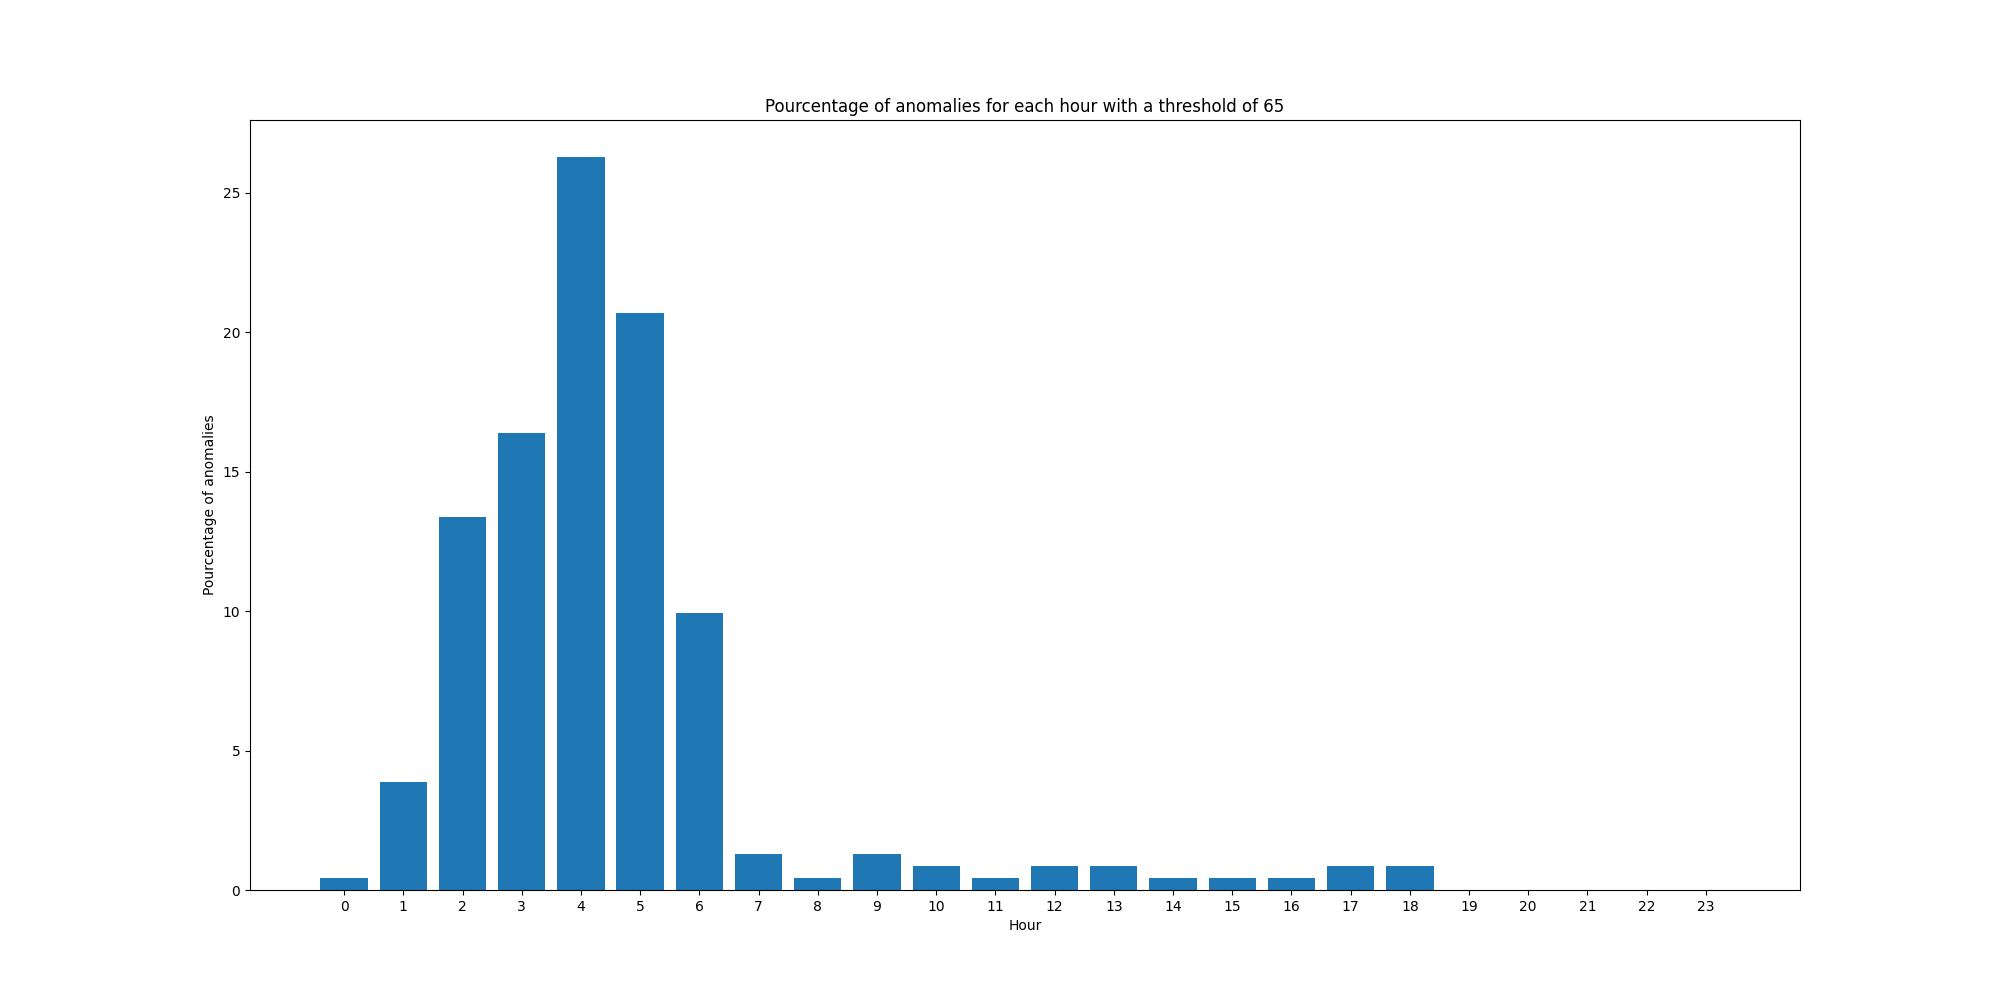 Pourcentage of anomalies for each hour with a threshold of 65
Pourcentage of anomalies
25
20
15
10
5
0
0 1 2 3 4 5 6 7 8 9 10 11 12 13 14 15 16 17 18 19 20 21 22 23
Hour